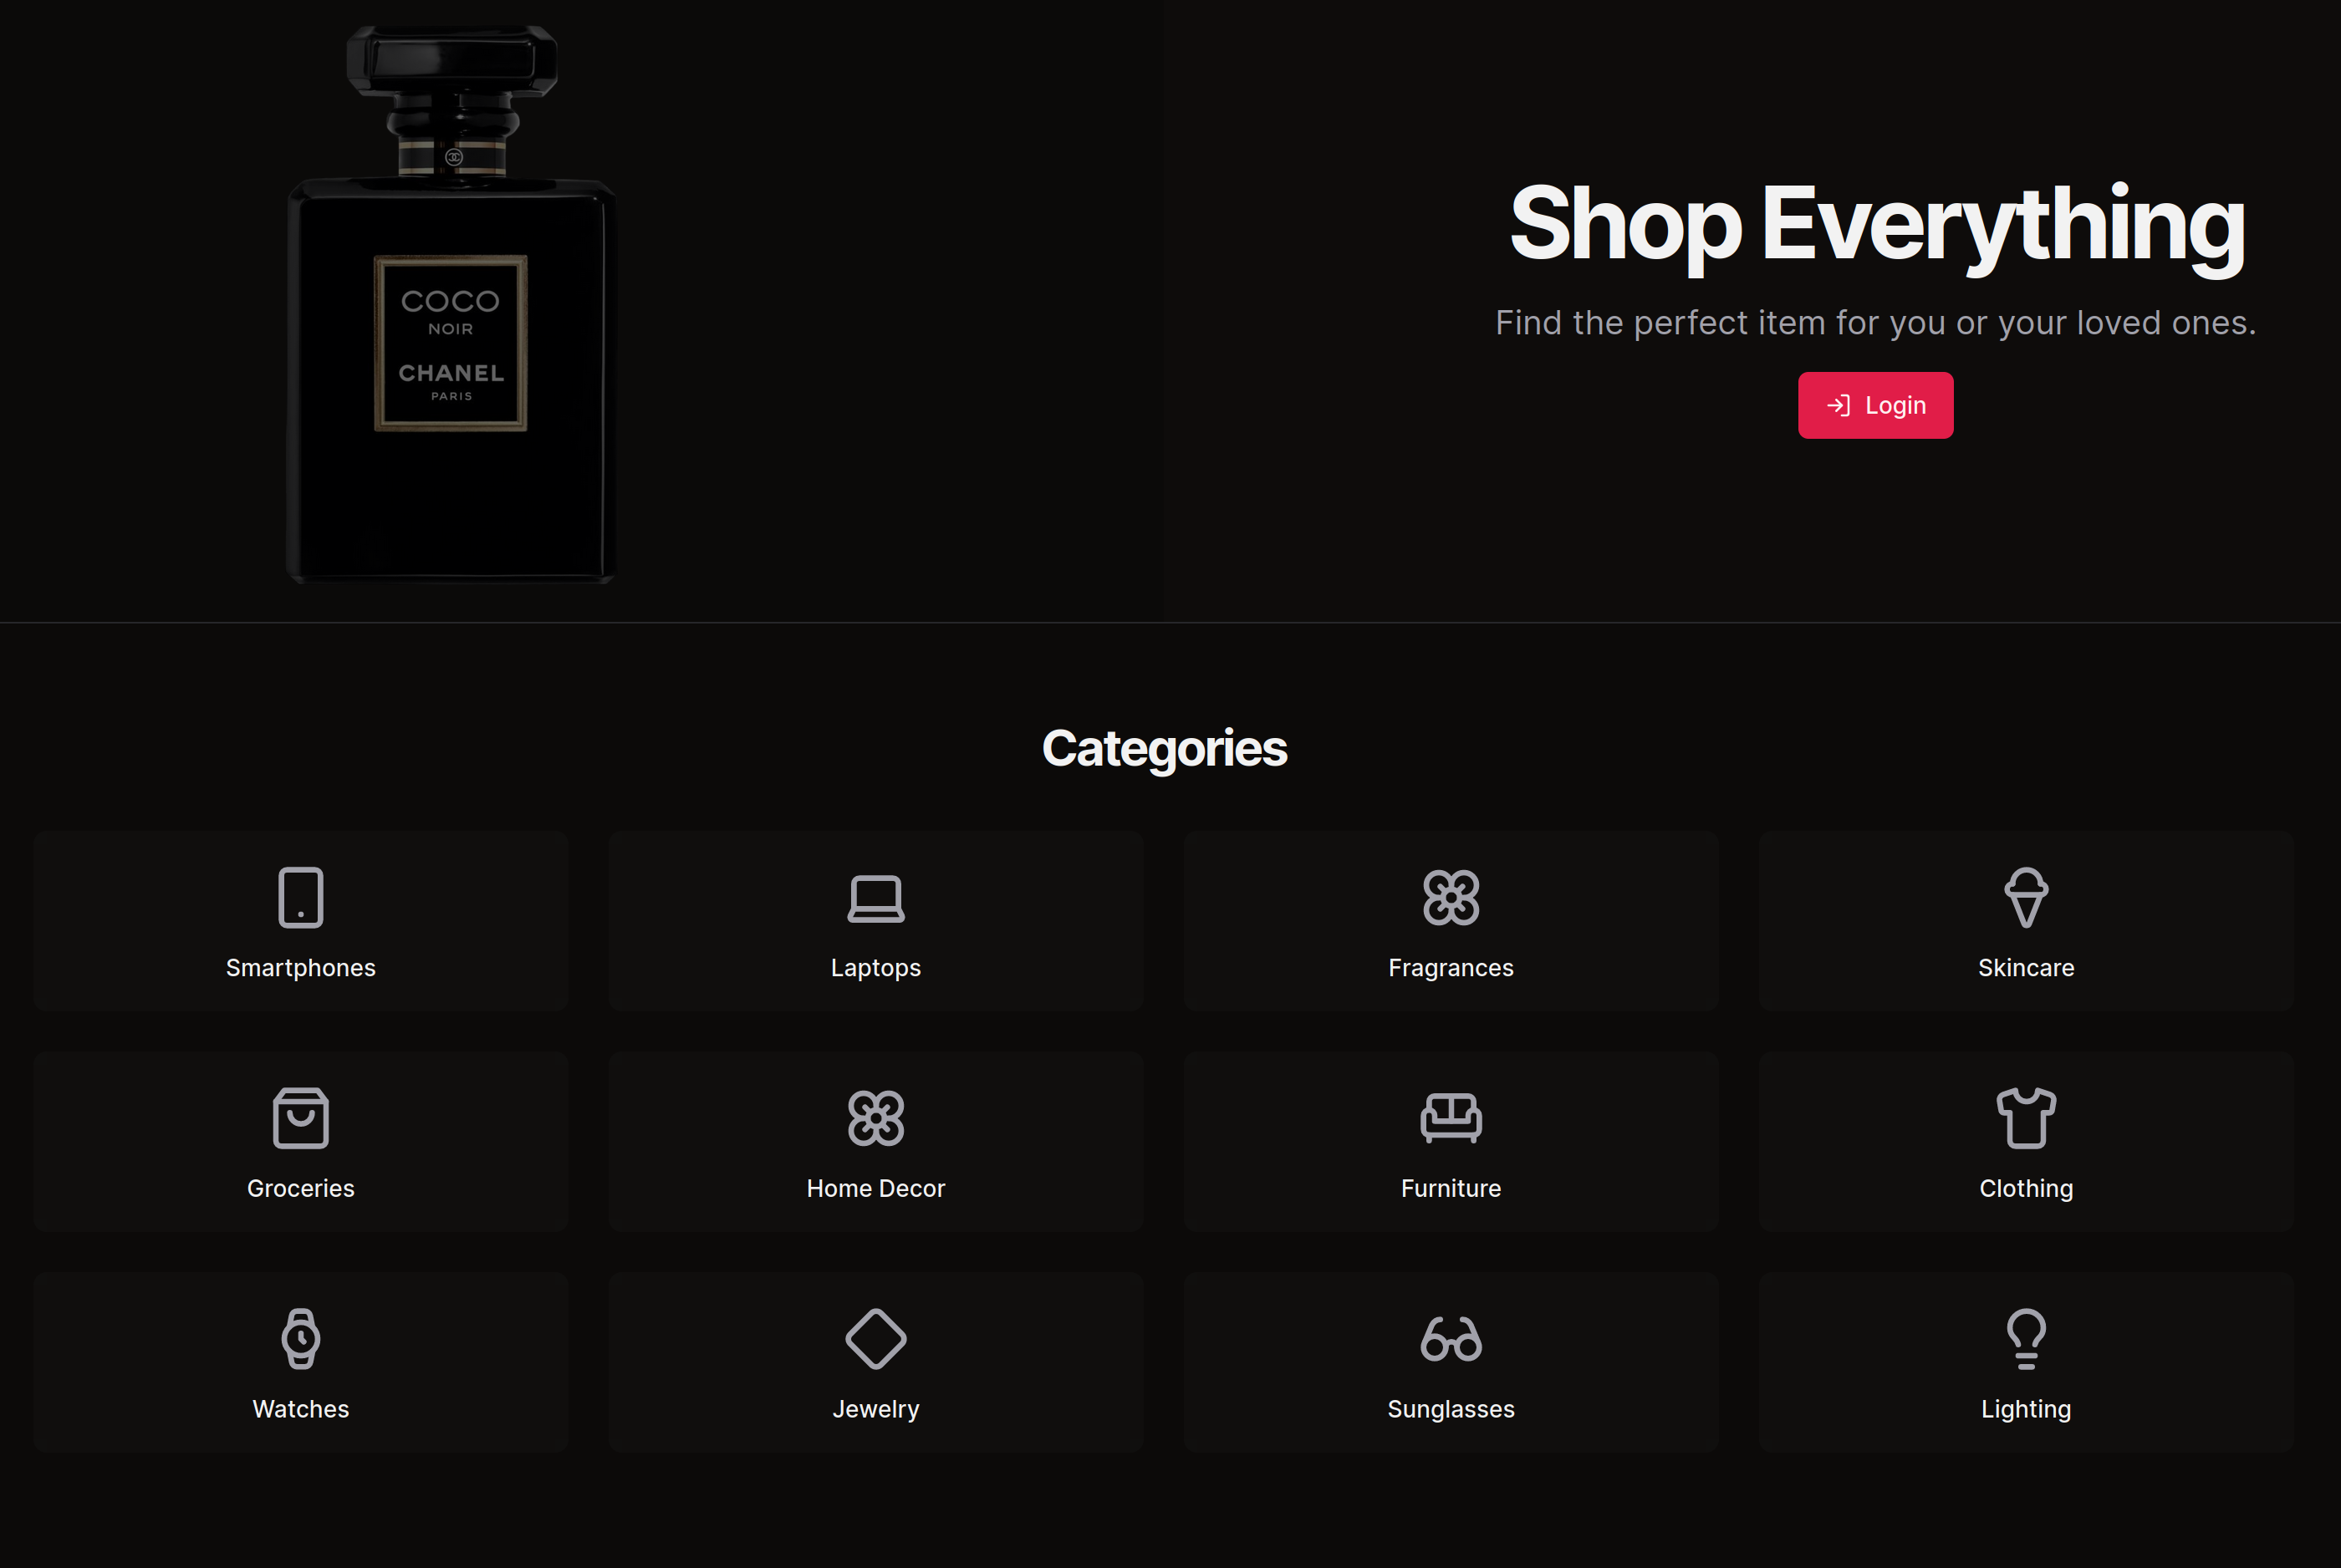 COCO
NOIR
CHANEL
PARIS
Shop Everything
Find the perfect item for you or your loved ones.
Login
Categories
Smartphones
Laptops
Fragrances
Skincare
Groceries
Home Decor
Furniture
Clothing
Watches
Jewelry
Sunglasses
Lighting